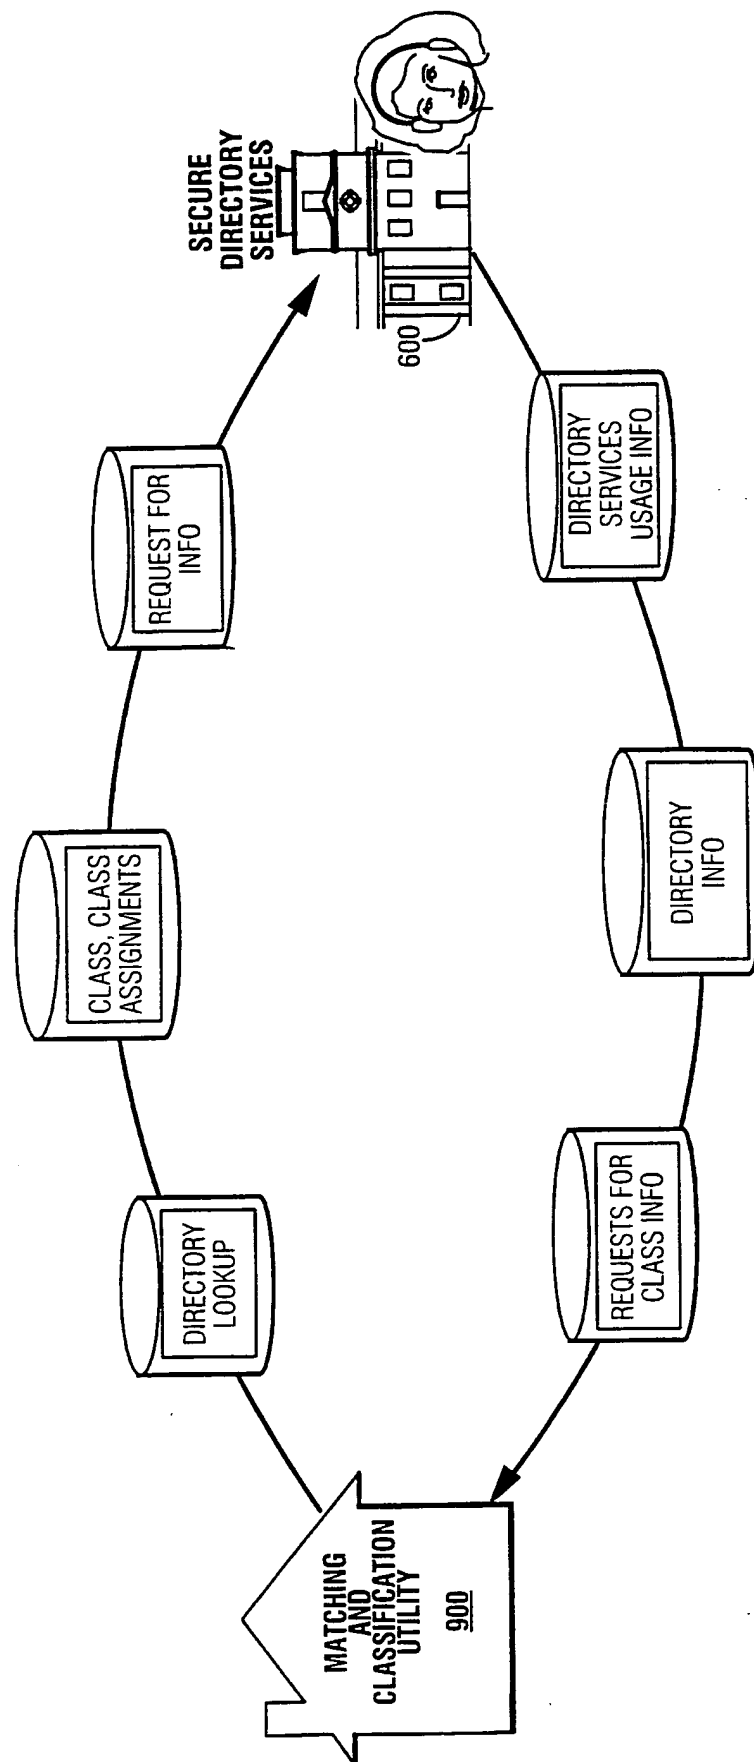 SECURE
DIRECTORY
SERVICES
600
REQUEST FOR
INFO
CLASS, CLASS
ASSIGNMENTS
DIRECTORY
LOOKUP
MATCHING
AND
CLASSIFICATION
UTILITY
900
DIRECTORY
SERVICES
USAGE INFO
DIRECTORY
INFO
REQUESTS FOR
CLASS INFO